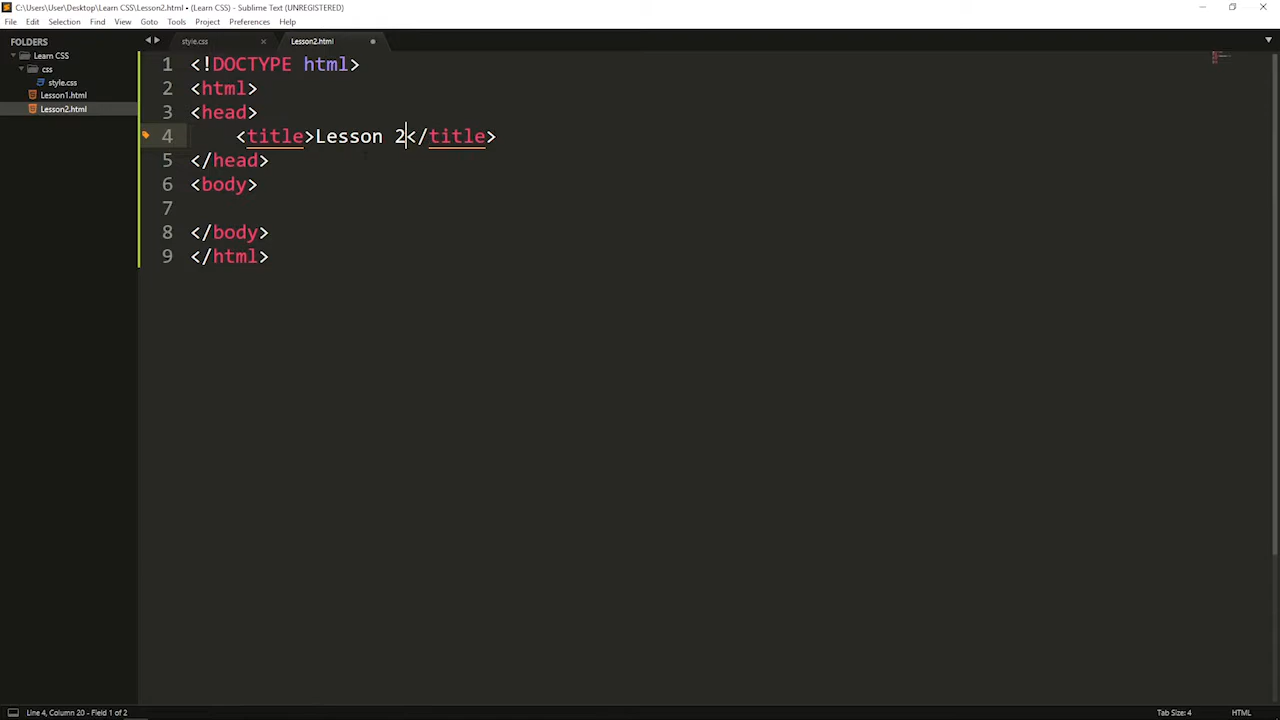 C:\Users\User\Desktop\Learn CSS\Lesson2.html • (Learn CSS) - Sublime Text (UNREGISTERED)
File Edit Selection Find View Goto Tools Project Preferences Help
FOLDERS
Learn CSS
css
style.css
Lesson1.html
Lesson2.html
style.css Lesson2.html
1 <!DOCTYPE html>
2 <html>
3 <head>
4 <title>Lesson 2</title>
5 </head>
6 <body>
7
8 </body>
9 </html>
Line 4, Column 20 - Field 1 of 2 Tab Size: 4 HTML